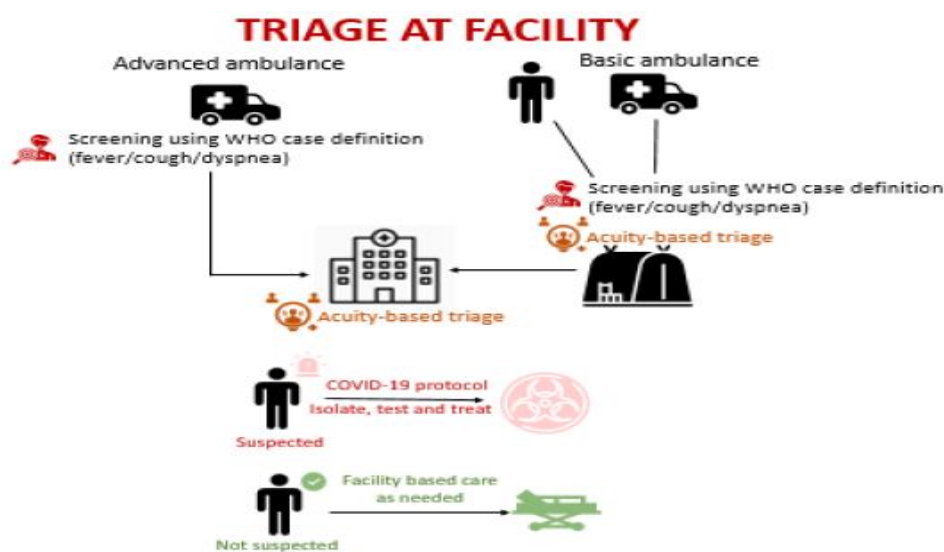 TRIAGE AT FACILITY
Advanced ambulance
Basic ambulance
Screening using WHO case definition
(fever/cough/dyspnea)
Screening using WHO case definition
(fever/cough/dyspnea)
Acuity-based triage
Acuity-based triage
COVID-19 protocol
Isolate, test and treat
Suspected
Facility based care
as needed
Not suspected